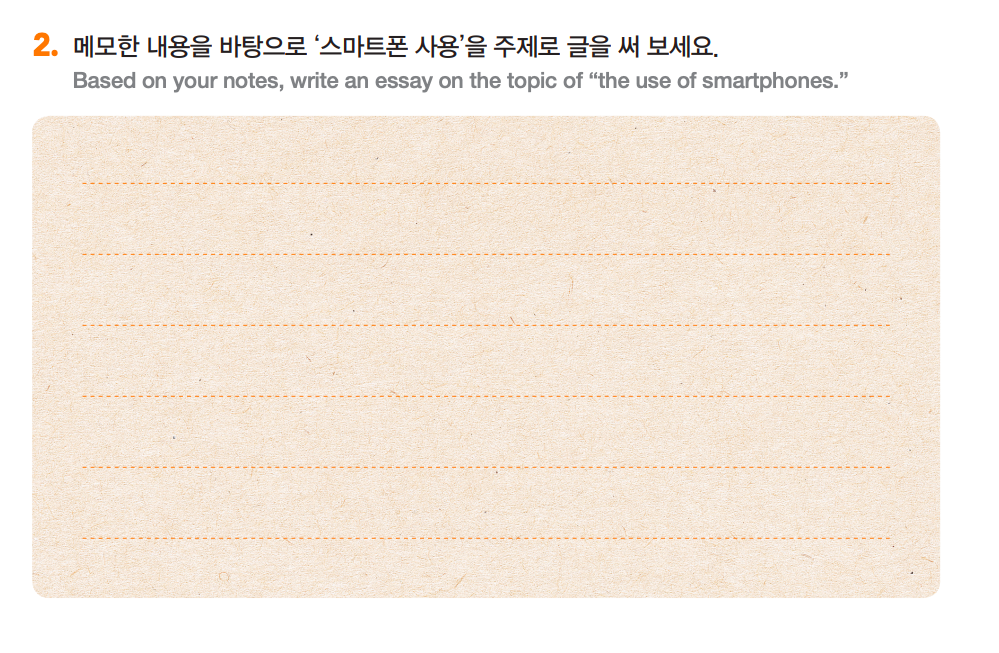 2. 메모한 내용을 바탕으로 ‘스마트폰 사용’을 주제로 글을 써 보세요.
Based on your notes, write an essay on the topic of “the use of smartphones.”